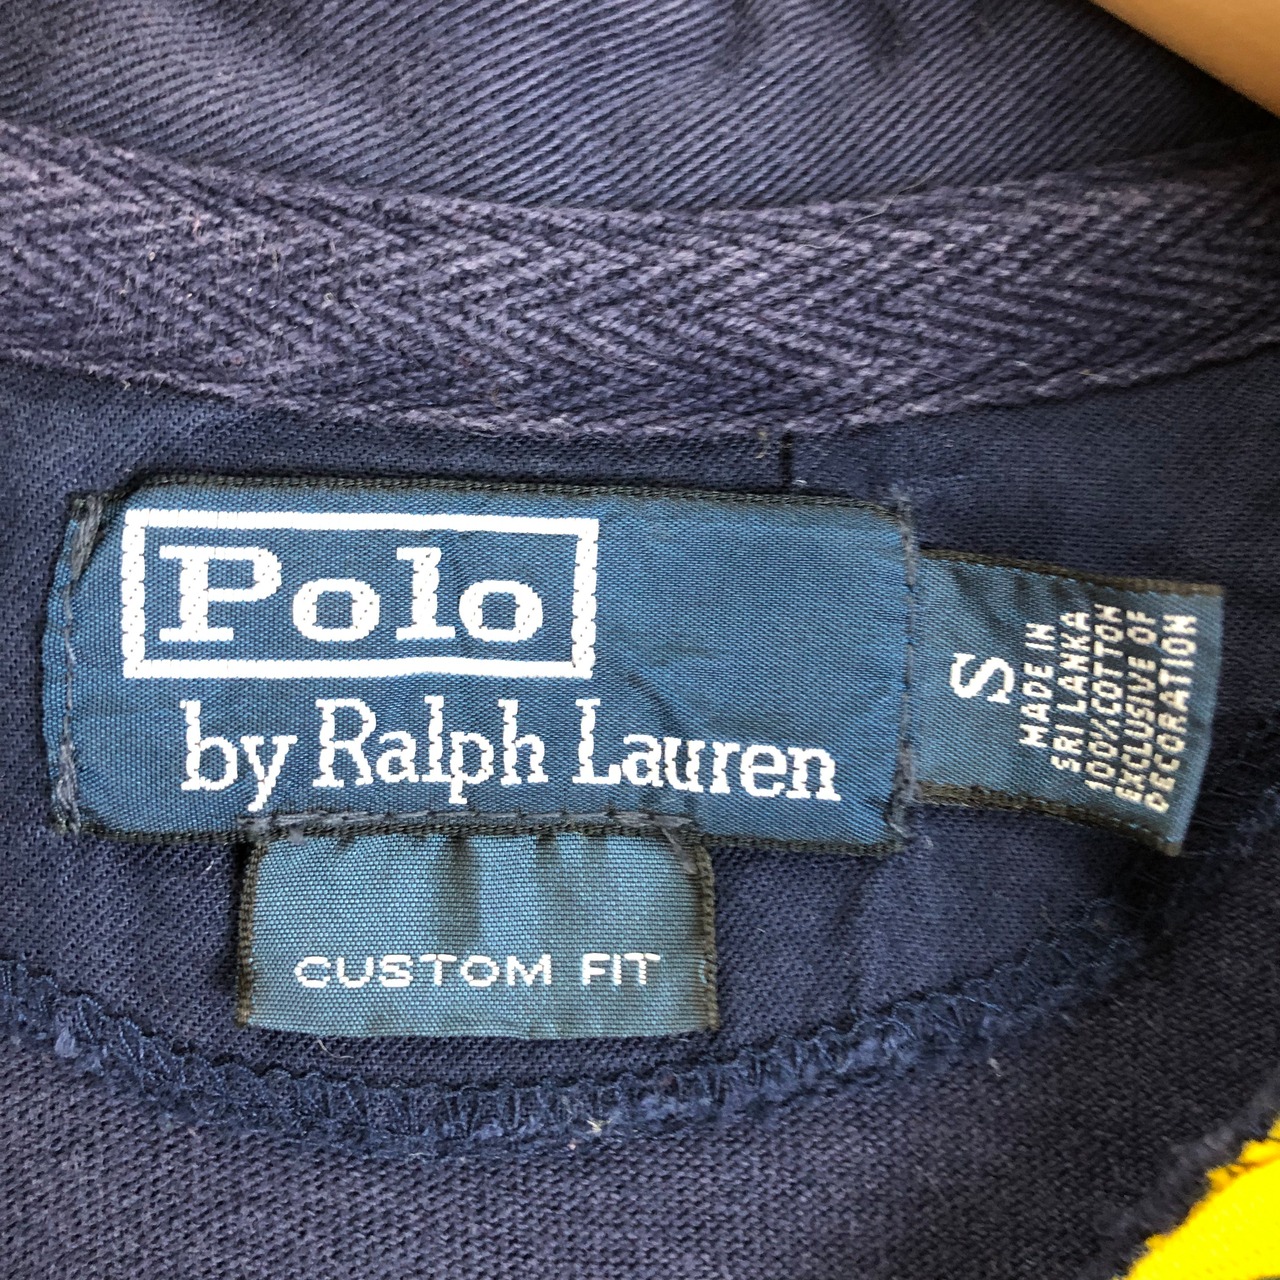 Polo
by Ralph Lauren
CUSTOM FIT
S
MADE IN
SRI LANKA
100% COTTON
EXCLUSIVE OF
DECORATION